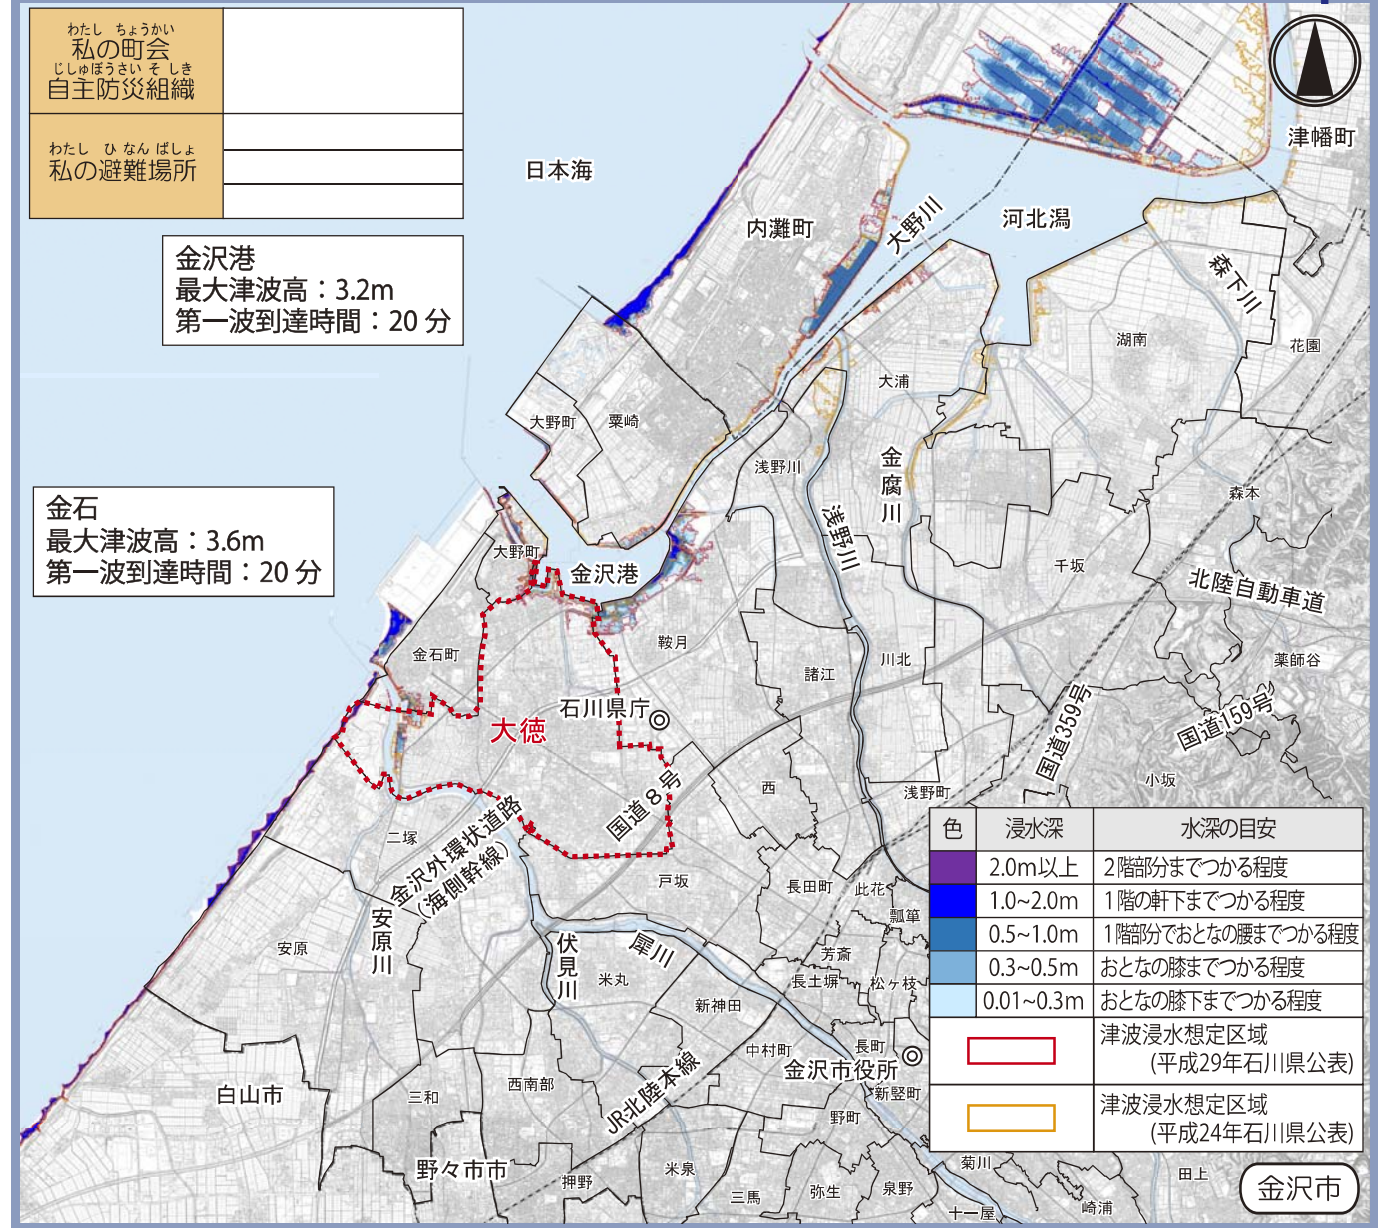 わたし ちょうかい
私の町会
じしゅぼうさい そ しき
自主防災組織
わたし ひ なん ばしょ
私の避難場所
金沢港
最大津波高：3.2m
第一波到達時間：20 分
金石
最大津波高：3.6m
第一波到達時間：20 分
日本海
津幡町
内灘町
大野川
河北潟
森下川
花園
湖南
大浦
大野町
粟崎
浅野川
金腐川
森本
浅野川
大野町
金沢港
千坂
北陸自動車道
金石町
鞍月
諸江
川北
薬師谷
石川県庁
大徳
国道359号
国道159号
小坂
西
浅野町
国道８号
二塚
金沢外環状道路
（海側幹線）
戸坂
長田町
此花
瓢箪
安原川
安原
伏見川
犀川
芳斎
米丸
長土塀
松ヶ枝
新神田
中村町
長町
金沢市役所
新竪町
白山市
三和
西南部
JR北陸本線
野町
野々市市
押野
米泉
三馬
弥生
泉野
菊川
十一屋
崎浦
田上
色 浸水深 水深の目安
2.0m以上 2階部分までつかる程度
1.0~2.0m 1階の軒下までつかる程度
0.5~1.0m 1階部分でおとなの腰までつかる程度
0.3~0.5m おとなの膝までつかる程度
0.01~0.3m おとなの膝下までつかる程度
津波浸水想定区域
(平成29年石川県公表)
津波浸水想定区域
(平成24年石川県公表)
金沢市